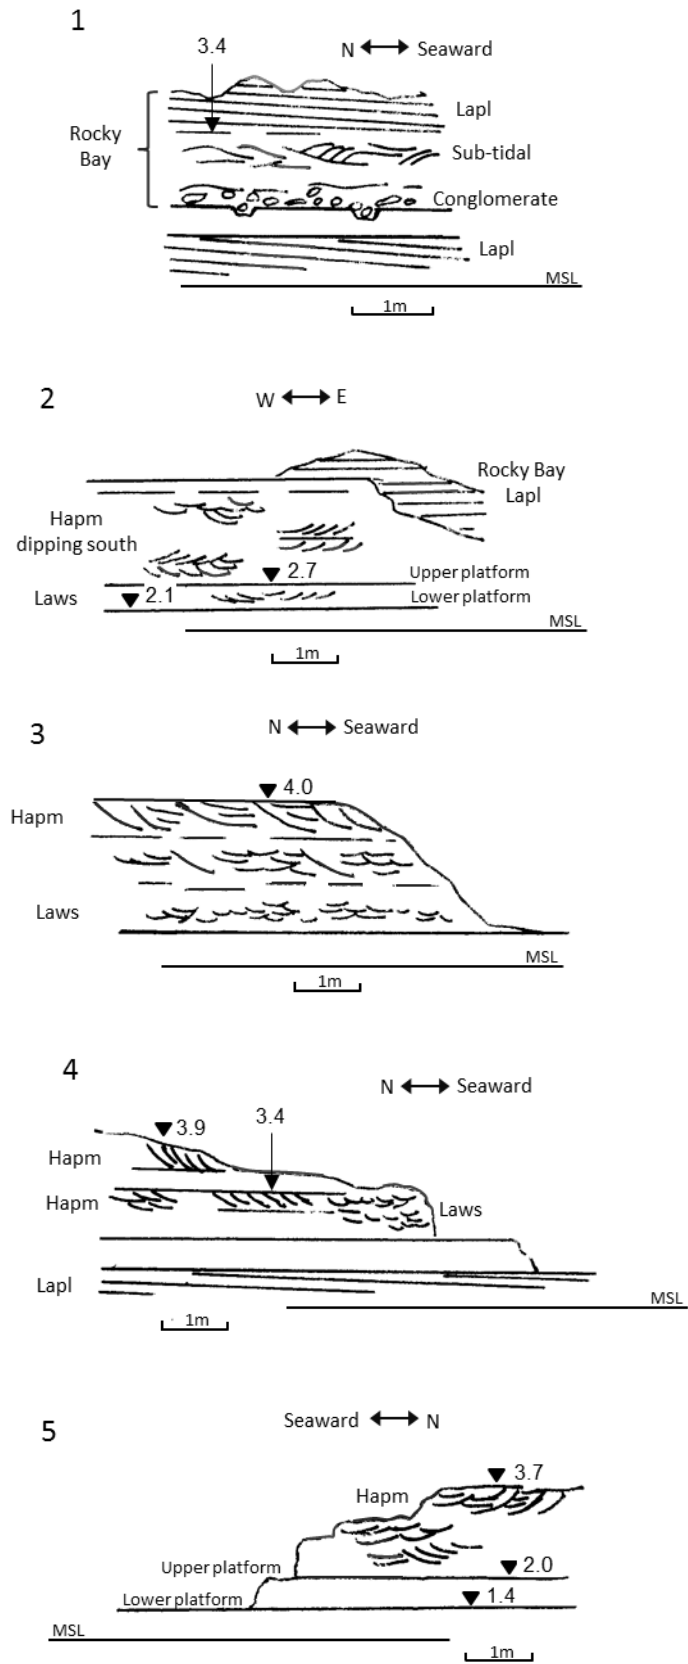 1
N Seaward
3.4
Lapl
Rocky
Bay
Sub-tidal
Conglomerate
Lapl
MSL
1m
2
W E
Rocky Bay
Lapl
Hapm
dipping south
2.7
Upper platform
Laws
2.1
Lower platform
MSL
1m
3
N Seaward
4.0
Hapm
Laws
MSL
1m
4
N Seaward
3.9
3.4
Hapm
Hapm
Laws
Lapl
MSL
1m
5
Seaward N
3.7
Hapm
Upper platform
2.0
Lower platform
1.4
MSL
1m